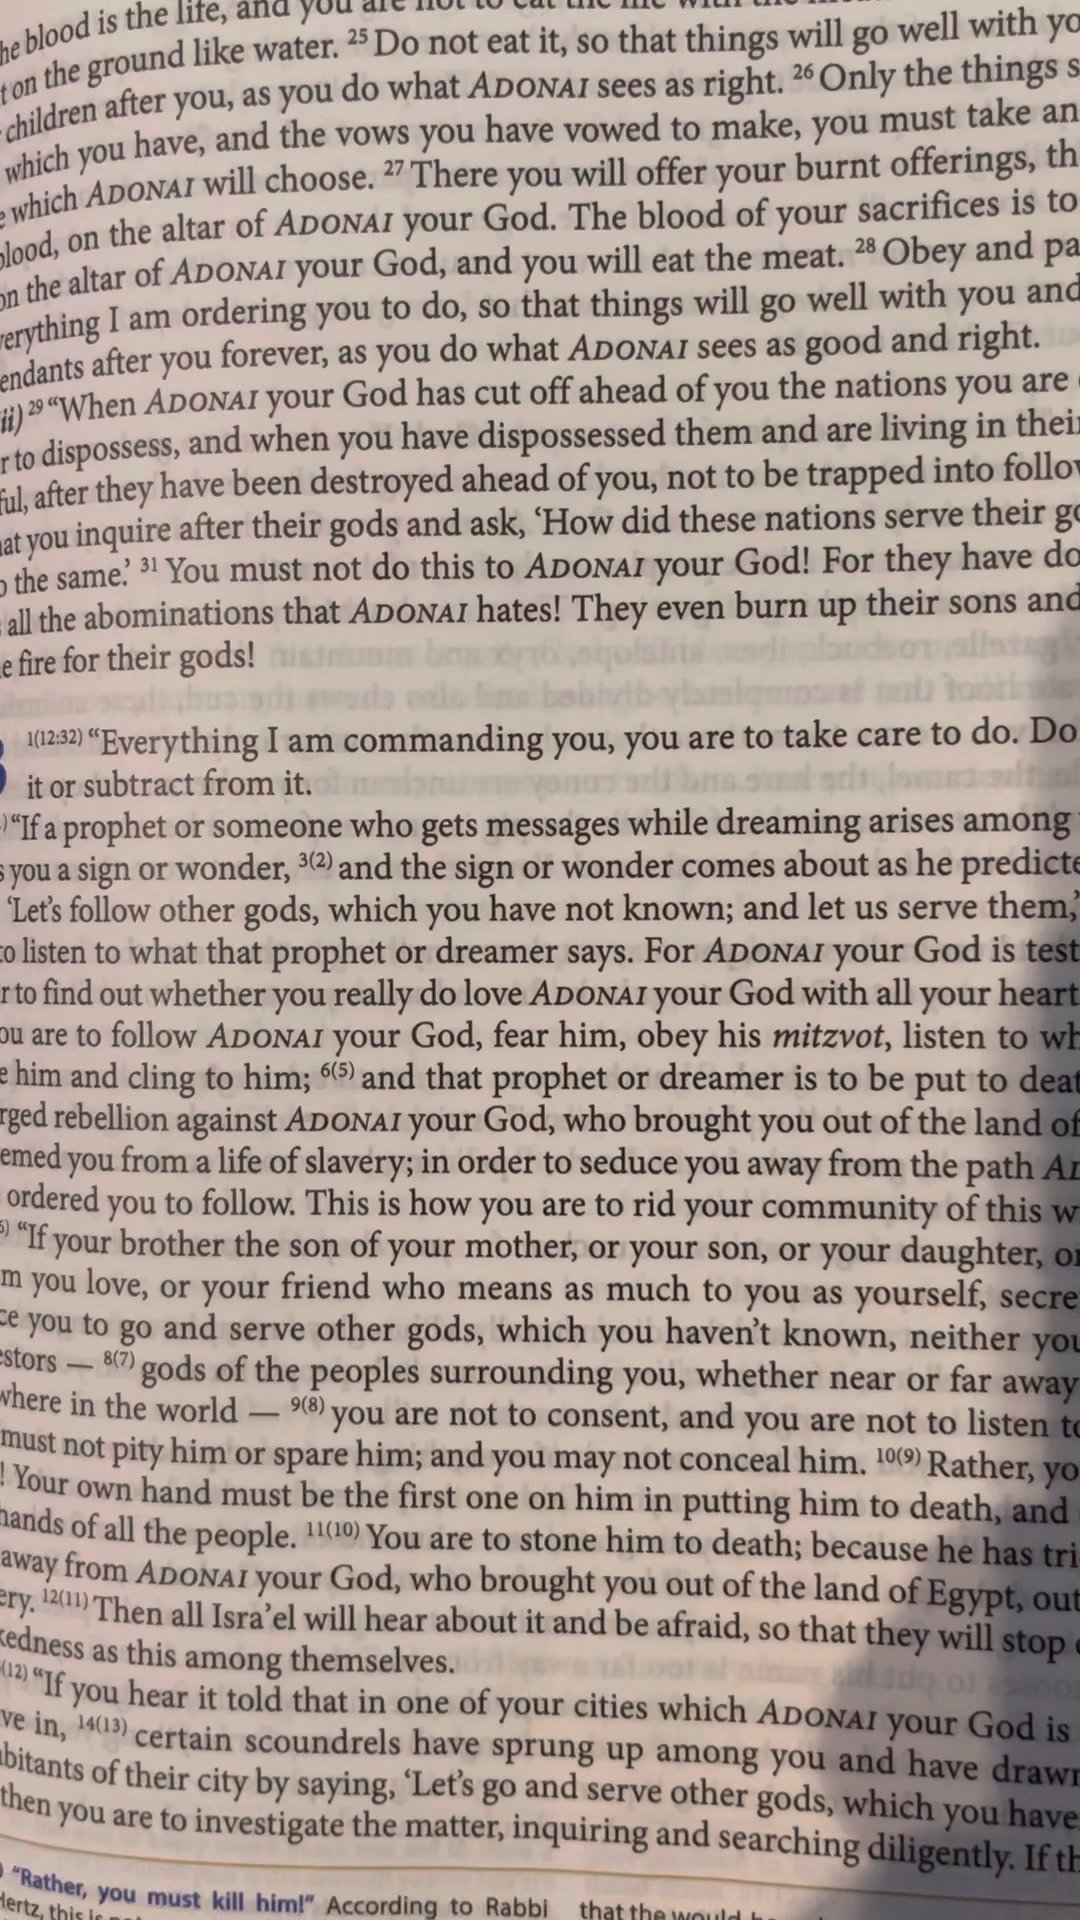 he blood is the life, and you are not to eat the life with the
t on the ground like water. 25 Do not eat it, so that things will go well with yo
children after you, as you do what ADONAI sees as right. 26 Only the things s
which you have, and the vows you have vowed to make, you must take an
e which ADONAI will choose. 27 There you will offer your burnt offerings, th
blood, on the altar of ADONAI your God. The blood of your sacrifices is to
on the altar of ADONAI your God, and you will eat the meat. 28 Obey and pa
verything I am ordering you to do, so that things will go well with you and
endants after you forever, as you do what ADONAI sees as good and right.
ii) 29 “When ADONAI your God has cut off ahead of you the nations you are
r to dispossess, and when you have dispossessed them and are living in thei
ful, after they have been destroyed ahead of you, not to be trapped into follo
at you inquire after their gods and ask, ‘How did these nations serve their go
o the same.’ 31 You must not do this to ADONAI your God! For they have do
all the abominations that ADONAI hates! They even burn up their sons and
e fire for their gods!
1(12:32) “Everything I am commanding you, you are to take care to do. Do
it or subtract from it.
) “If a prophet or someone who gets messages while dreaming arises among
s you a sign or wonder, 3(2) and the sign or wonder comes about as he predicte
‘Let’s follow other gods, which you have not known; and let us serve them,’
to listen to what that prophet or dreamer says. For ADONAI your God is test
r to find out whether you really do love ADONAI your God with all your heart
ou are to follow ADONAI your God, fear him, obey his mitzvot, listen to wh
e him and cling to him; 6(5) and that prophet or dreamer is to be put to deat
rged rebellion against ADONAI your God, who brought you out of the land of
emed you from a life of slavery; in order to seduce you away from the path AD
ordered you to follow. This is how you are to rid your community of this w
6) “If your brother the son of your mother, or your son, or your daughter, or
m you love, or your friend who means as much to you as yourself, secre
ce you to go and serve other gods, which you haven’t known, neither you
estors — 8(7) gods of the peoples surrounding you, whether near or far away
where in the world — 9(8) you are not to consent, and you are not to listen to
must not pity him or spare him; and you may not conceal him. 10(9) Rather, yo
! Your own hand must be the first one on him in putting him to death, and
hands of all the people. 11(10) You are to stone him to death; because he has tri
away from ADONAI your God, who brought you out of the land of Egypt, out
ery. 12(11) Then all Isra’el will hear about it and be afraid, so that they will stop
kedness as this among themselves.
(12) “If you hear it told that in one of your cities which ADONAI your God is
ve in, 14(13) certain scoundrels have sprung up among you and have drawn
abitants of their city by saying, ‘Let’s go and serve other gods, which you have
then you are to investigate the matter, inquiring and searching diligently. If th
) “Rather, you must kill him!” According to Rabbi
Hertz, this is
that the would